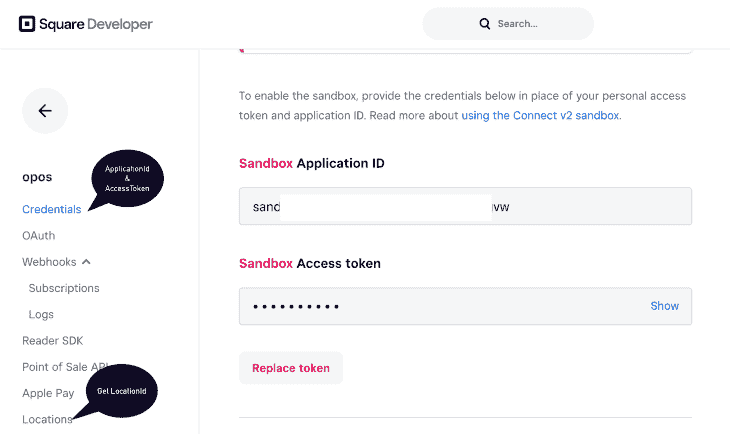 Square Developer
Search...
To enable the sandbox, provide the credentials below in place of your personal access
token and application ID. Read more about using the Connect v2 sandbox.
opos
ApplicationId
&
AccessToken
Credentials
OAuth
Webhooks
Subscriptions
Logs
Reader SDK
Point of Sale API
Get LocationId
Apple Pay
Locations
Sandbox Application ID
sand
vw
Sandbox Access token
Show
Replace token